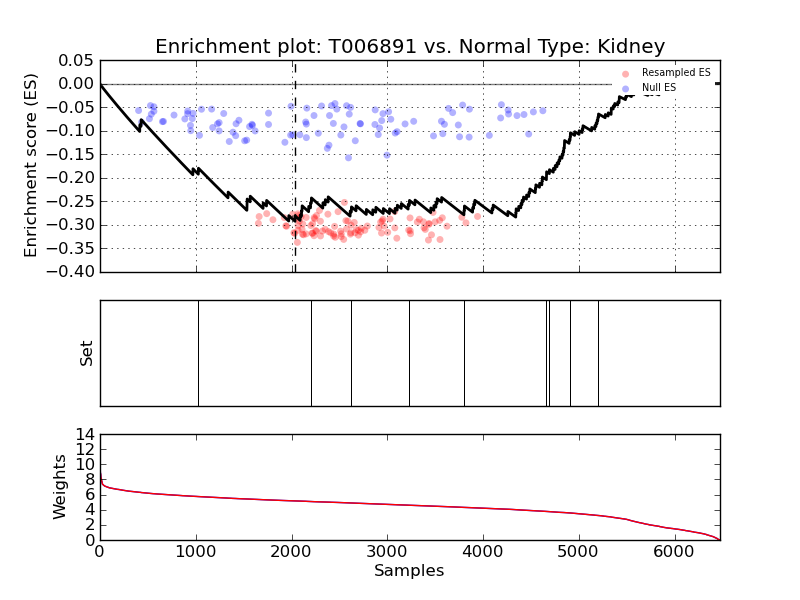 Enrichment plot: T006891 vs. Normal Type: Kidney
Enrichment score (ES)
0.05
0.00
−0.05
−0.10
−0.15
−0.20
−0.25
−0.30
−0.35
−0.40
Resampled ES
Null ES
Set
Weights
14
12
10
8
6
4
2
0
0 1000 2000 3000 4000 5000 6000
Samples